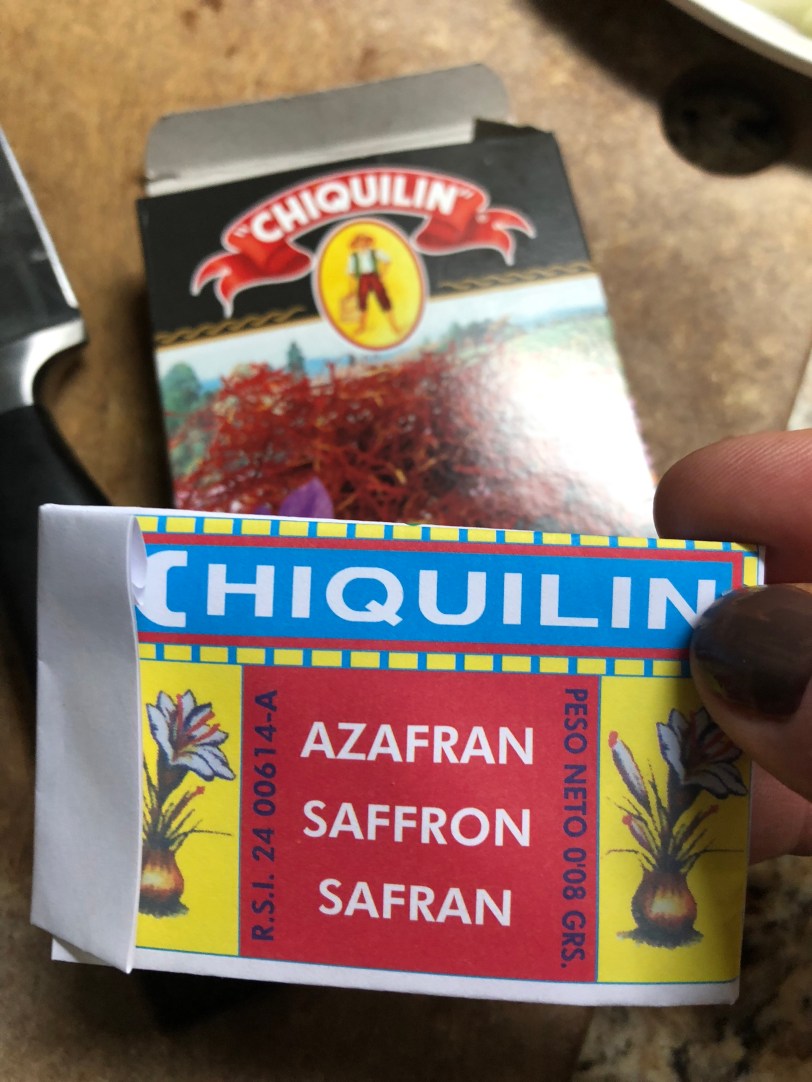 "CHIQUILIN"
CHIQUILIN
R.S.I. 24 00614-A
AZAFRAN
SAFFRON
SAFRAN
PESO NETO 0'08 GRS.